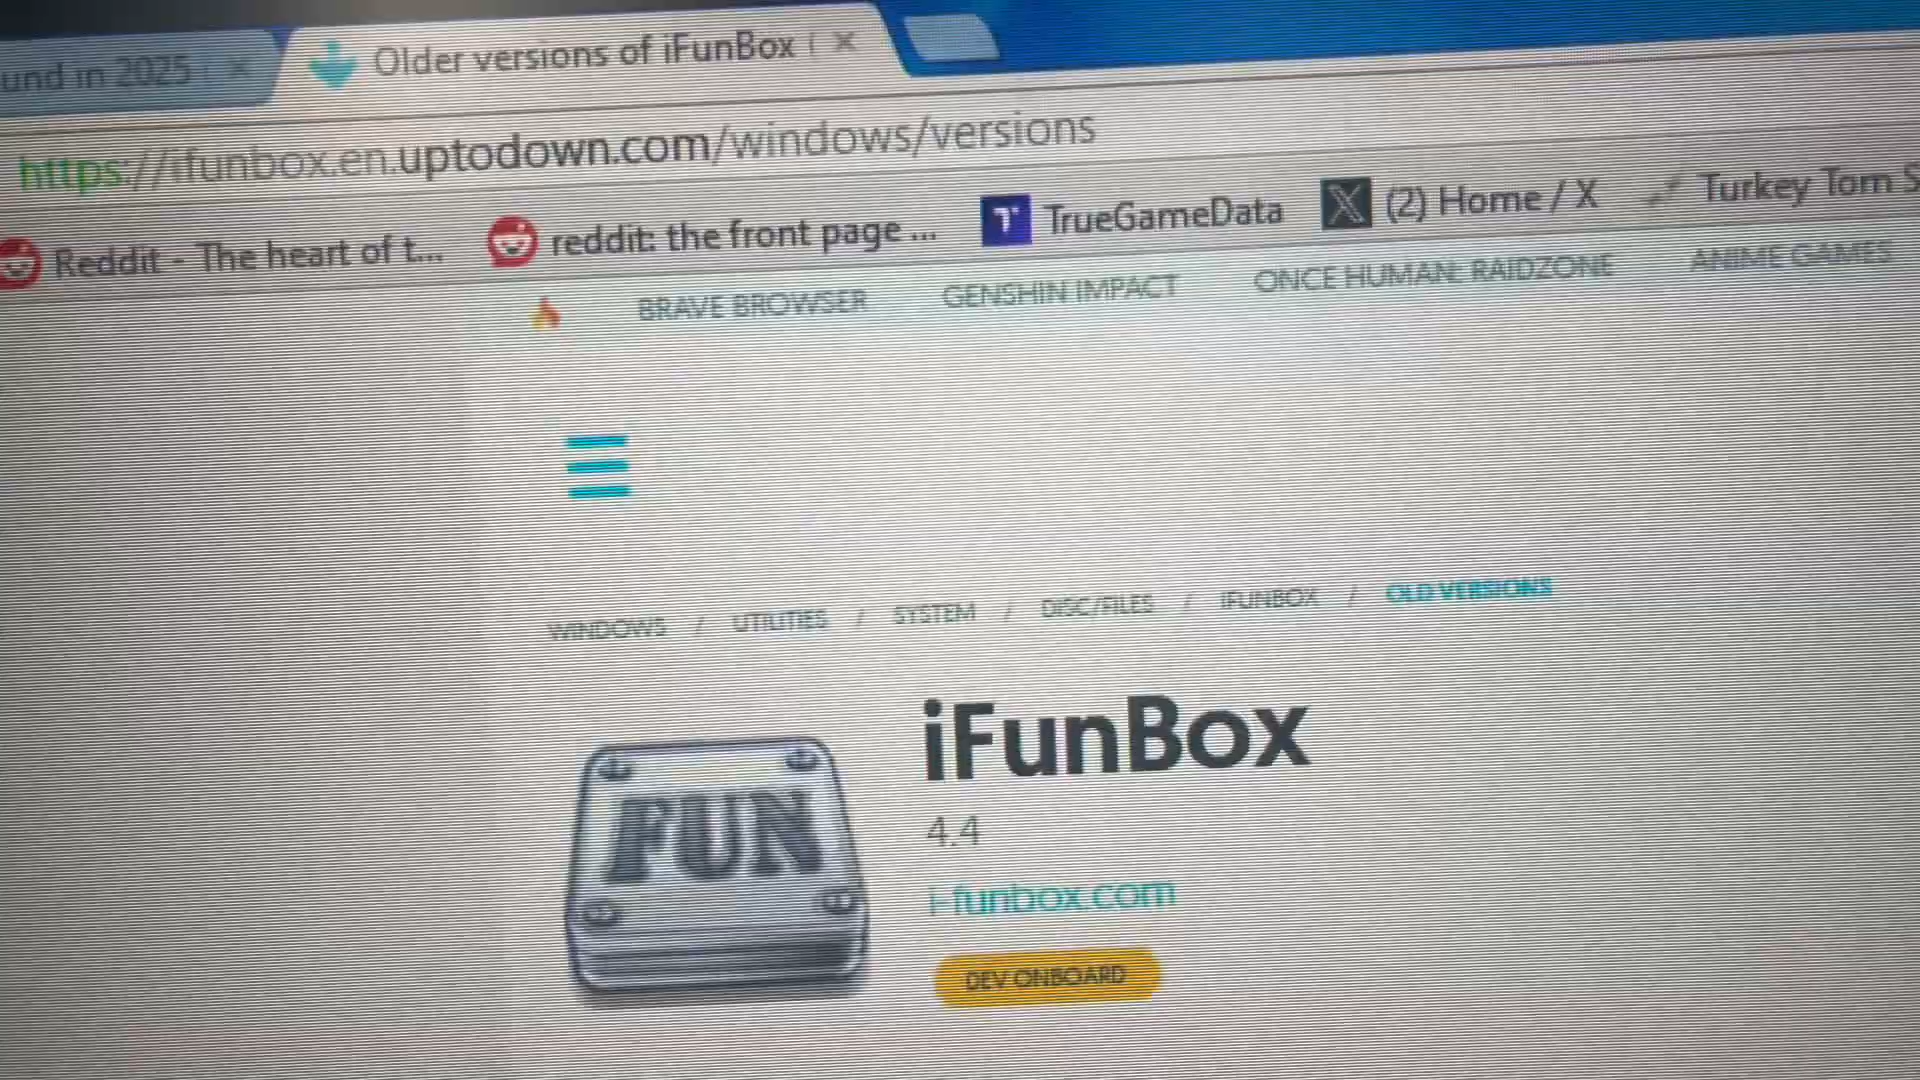 und in 2025
Older versions of iFunBox (
https://ifunbox.en.uptodown.com/windows/versions
Reddit - The heart of t...
reddit: the front page ...
TrueGameData
(2) Home / X
Turkey Tom S
BRAVE BROWSER
GENSHIN IMPACT
ONCE HUMAN: RAIDZONE
ANIME GAMES
WINDOWS / UTILITIES / SYSTEM / DISC/FILES / IFUNBOX / OLD VERSIONS
FUN
iFunBox
4.4
i-funbox.com
DEV ONBOARD